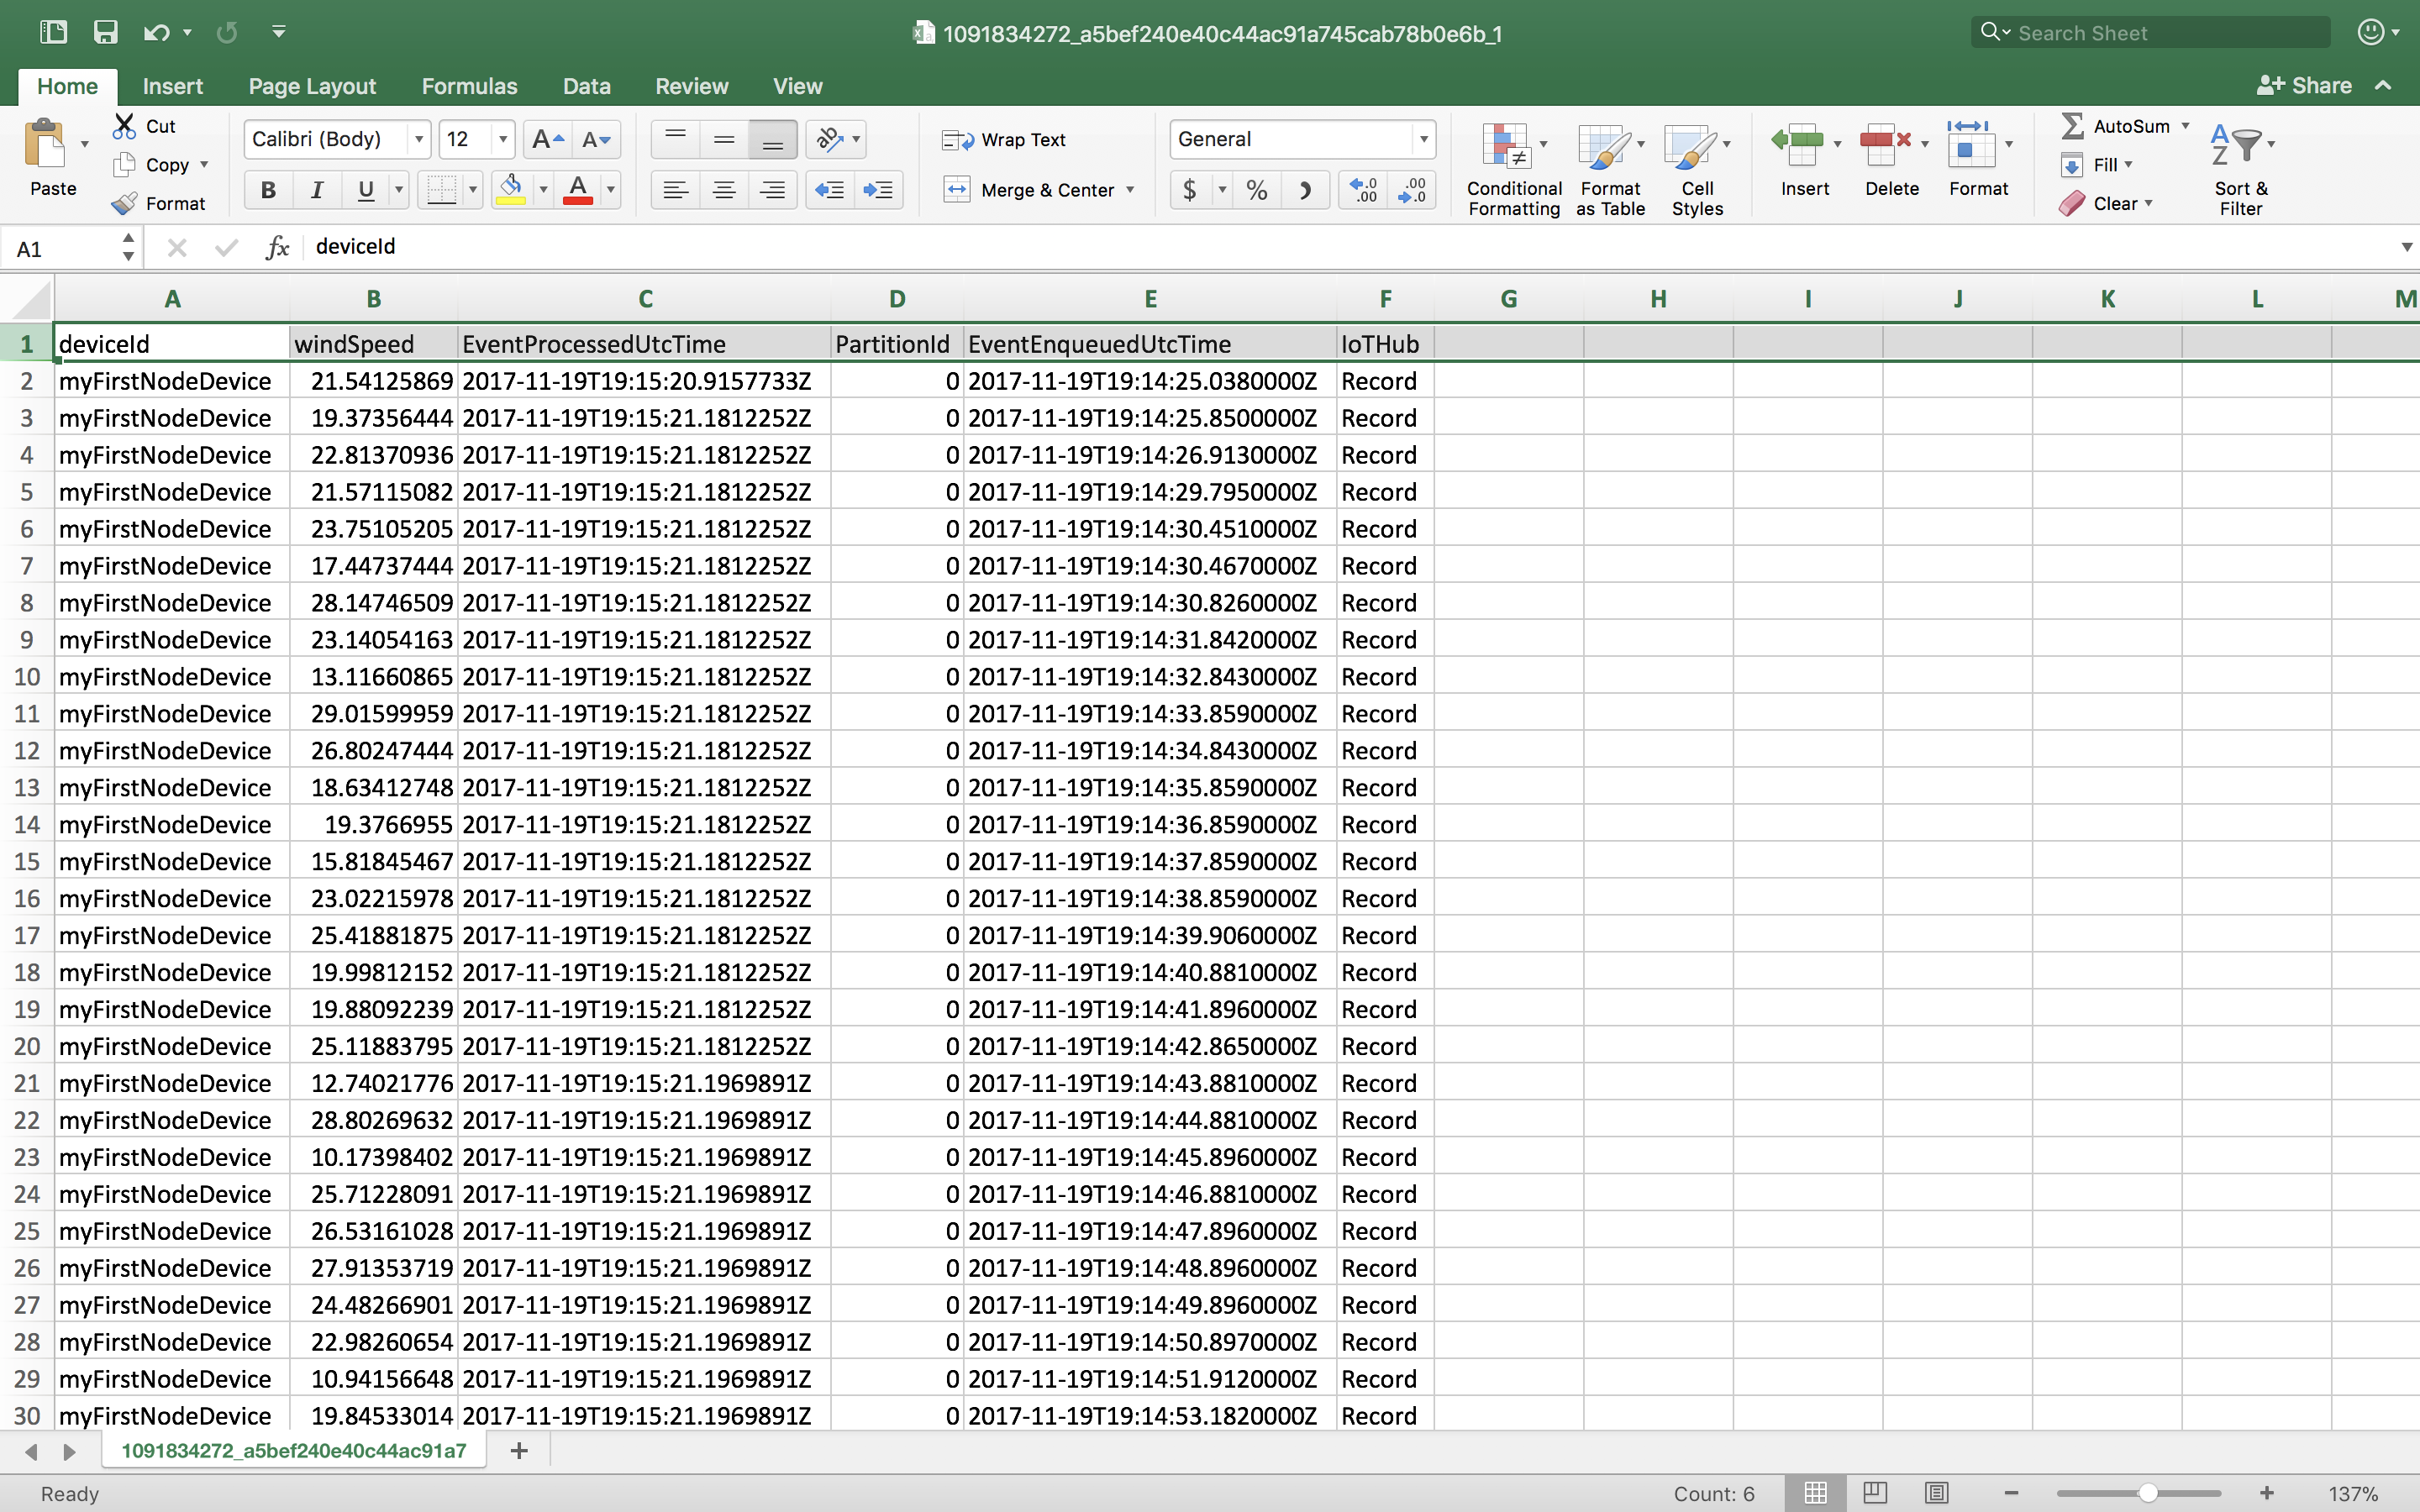 1091834272_a5bef240e40c44ac91a745cab78b0e6b_1
Search Sheet
Home Insert Page Layout Formulas Data Review View
Share
Paste
Cut
Copy
Format
Calibri (Body) 12
Wrap Text
Merge & Center
General
Conditional Formatting
Format as Table
Cell Styles
Insert
Delete
Format
AutoSum
Fill
Clear
Sort & Filter
A1 fx deviceId
A B C D E F G H I J K L M
1 deviceId windSpeed EventProcessedUtcTime PartitionId EventEnqueuedUtcTime IoTHub
2 myFirstNodeDevice 21.54125869 2017-11-19T19:15:20.9157733Z 0 2017-11-19T19:14:25.0380000Z Record
3 myFirstNodeDevice 19.37356444 2017-11-19T19:15:21.1812252Z 0 2017-11-19T19:14:25.8500000Z Record
4 myFirstNodeDevice 22.81370936 2017-11-19T19:15:21.1812252Z 0 2017-11-19T19:14:26.9130000Z Record
5 myFirstNodeDevice 21.57115082 2017-11-19T19:15:21.1812252Z 0 2017-11-19T19:14:29.7950000Z Record
6 myFirstNodeDevice 23.75105205 2017-11-19T19:15:21.1812252Z 0 2017-11-19T19:14:30.4510000Z Record
7 myFirstNodeDevice 17.44737444 2017-11-19T19:15:21.1812252Z 0 2017-11-19T19:14:30.4670000Z Record
8 myFirstNodeDevice 28.14746509 2017-11-19T19:15:21.1812252Z 0 2017-11-19T19:14:30.8260000Z Record
9 myFirstNodeDevice 23.14054163 2017-11-19T19:15:21.1812252Z 0 2017-11-19T19:14:31.8420000Z Record
10 myFirstNodeDevice 13.11660865 2017-11-19T19:15:21.1812252Z 0 2017-11-19T19:14:32.8430000Z Record
11 myFirstNodeDevice 29.01599959 2017-11-19T19:15:21.1812252Z 0 2017-11-19T19:14:33.8590000Z Record
12 myFirstNodeDevice 26.80247444 2017-11-19T19:15:21.1812252Z 0 2017-11-19T19:14:34.8430000Z Record
13 myFirstNodeDevice 18.63412748 2017-11-19T19:15:21.1812252Z 0 2017-11-19T19:14:35.8590000Z Record
14 myFirstNodeDevice 19.3766955 2017-11-19T19:15:21.1812252Z 0 2017-11-19T19:14:36.8590000Z Record
15 myFirstNodeDevice 15.81845467 2017-11-19T19:15:21.1812252Z 0 2017-11-19T19:14:37.8590000Z Record
16 myFirstNodeDevice 23.02215978 2017-11-19T19:15:21.1812252Z 0 2017-11-19T19:14:38.8590000Z Record
17 myFirstNodeDevice 25.41881875 2017-11-19T19:15:21.1812252Z 0 2017-11-19T19:14:39.9060000Z Record
18 myFirstNodeDevice 19.99812152 2017-11-19T19:15:21.1812252Z 0 2017-11-19T19:14:40.8810000Z Record
19 myFirstNodeDevice 19.88092239 2017-11-19T19:15:21.1812252Z 0 2017-11-19T19:14:41.8960000Z Record
20 myFirstNodeDevice 25.11883795 2017-11-19T19:15:21.1812252Z 0 2017-11-19T19:14:42.8650000Z Record
21 myFirstNodeDevice 12.74021776 2017-11-19T19:15:21.1969891Z 0 2017-11-19T19:14:43.8810000Z Record
22 myFirstNodeDevice 28.80269632 2017-11-19T19:15:21.1969891Z 0 2017-11-19T19:14:44.8810000Z Record
23 myFirstNodeDevice 10.17398402 2017-11-19T19:15:21.1969891Z 0 2017-11-19T19:14:45.8960000Z Record
24 myFirstNodeDevice 25.71228091 2017-11-19T19:15:21.1969891Z 0 2017-11-19T19:14:46.8810000Z Record
25 myFirstNodeDevice 26.53161028 2017-11-19T19:15:21.1969891Z 0 2017-11-19T19:14:47.8960000Z Record
26 myFirstNodeDevice 27.91353719 2017-11-19T19:15:21.1969891Z 0 2017-11-19T19:14:48.8960000Z Record
27 myFirstNodeDevice 24.48266901 2017-11-19T19:15:21.1969891Z 0 2017-11-19T19:14:49.8960000Z Record
28 myFirstNodeDevice 22.98260654 2017-11-19T19:15:21.1969891Z 0 2017-11-19T19:14:50.8970000Z Record
29 myFirstNodeDevice 10.94156648 2017-11-19T19:15:21.1969891Z 0 2017-11-19T19:14:51.9120000Z Record
30 myFirstNodeDevice 19.84533014 2017-11-19T19:15:21.1969891Z 0 2017-11-19T19:14:53.1820000Z Record
1091834272_a5bef240e40c44ac91a7
Ready Count: 6 137%